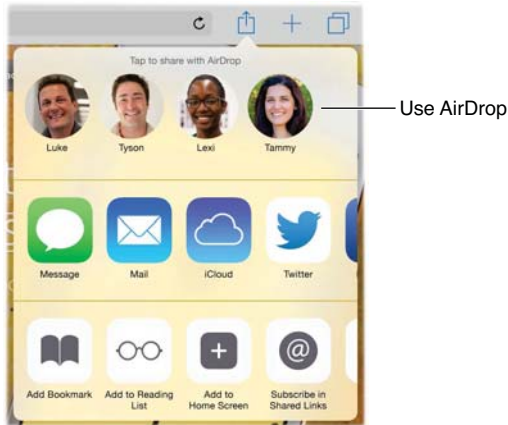 Tap to share with AirDrop
Use AirDrop
Luke Tyson Lexi Tammy
Message Mail iCloud Twitter
Add Bookmark Add to Reading List Add to Home Screen Subscribe in Shared Links